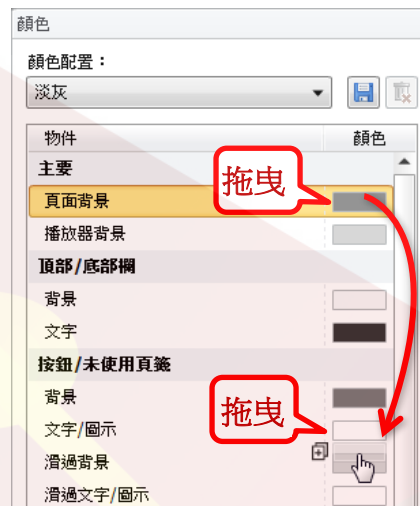 顏色
顏色配置：
淡灰
物件 顏色
主要
拖曳
頁面背景
播放器背景
頂部/底部欄
背景
文字
按鈕/未使用頁籤
背景
拖曳
文字/圖示
滑過背景
滑過文字/圖示